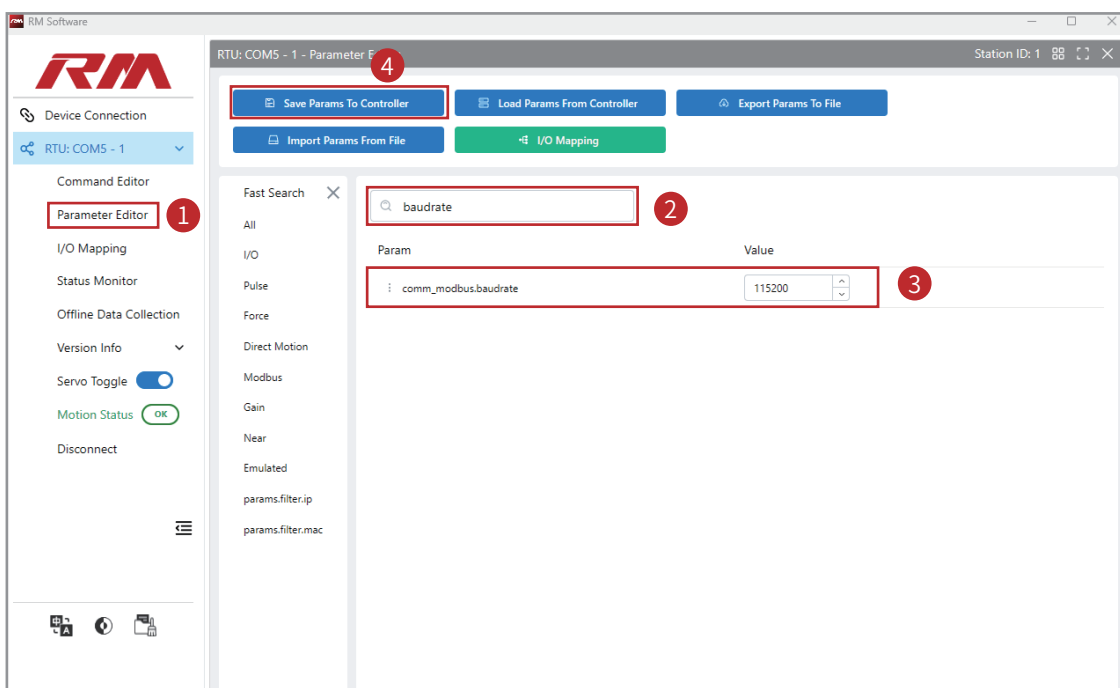 RM Software
RTU: COM5 - 1 - Parameter E
Station ID: 1
4
RM
Save Params To Controller
Load Params From Controller
Export Params To File
Import Params From File
I/O Mapping
Device Connection
RTU: COM5 - 1
Command Editor
Parameter Editor
1
I/O Mapping
Status Monitor
Offline Data Collection
Version Info
Servo Toggle
Motion Status
OK
Disconnect
中
A
Fast Search
All
I/O
Pulse
Force
Direct Motion
Modbus
Gain
Near
Emulated
params.filter.ip
params.filter.mac
baudrate
2
Param
Value
comm_modbus.baudrate
115200
3